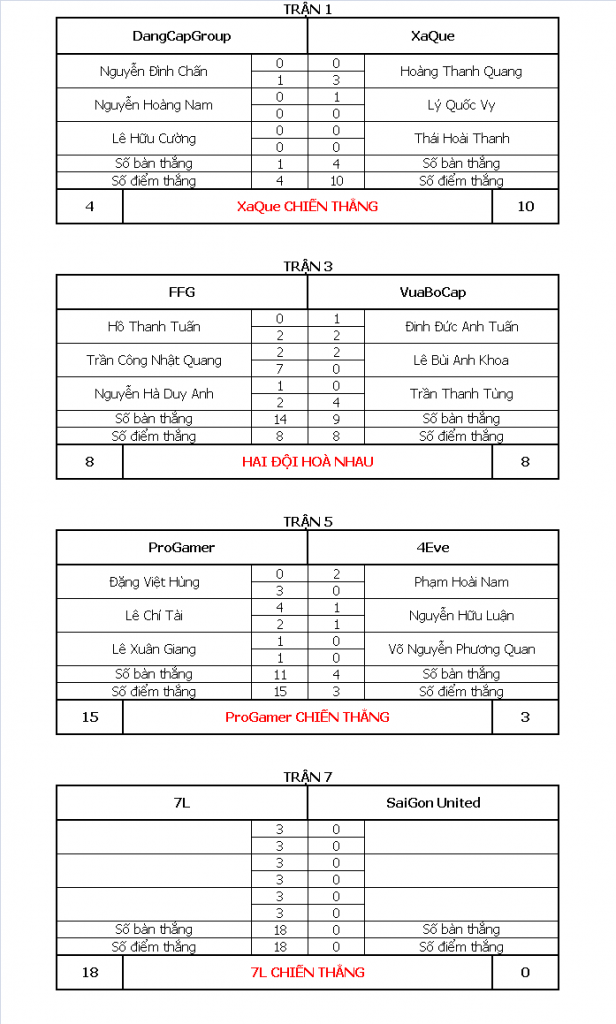 TRẬN 1
DangCapGroup XaQue
Nguyễn Đình Chấn 0 0 Hoàng Thanh Quang
1 3
Nguyễn Hoàng Nam 0 1 Lý Quốc Vy
0 0
Lê Hữu Cường 0 0 Thái Hoài Thanh
0 0
Số bàn thắng 1 4 Số bàn thắng
Số điểm thắng 4 10 Số điểm thắng
4 XaQue CHIẾN THẮNG 10
TRẬN 3
FFG VuaBoCap
Hồ Thanh Tuấn 0 1 Đinh Đức Anh Tuấn
2 2
Trần Công Nhật Quang 2 2 Lê Bùi Anh Khoa
7 0
Nguyễn Hà Duy Anh 1 0 Trần Thanh Tùng
2 4
Số bàn thắng 14 9 Số bàn thắng
Số điểm thắng 8 8 Số điểm thắng
8 HAI ĐỘI HOÀ NHAU 8
TRẬN 5
ProGamer 4Eve
Đặng Việt Hùng 0 2 Phạm Hoài Nam
3 0
Lê Chí Tài 4 1 Nguyễn Hữu Luận
2 1
Lê Xuân Giang 1 0 Võ Nguyễn Phương Quan
1 0
Số bàn thắng 11 4 Số bàn thắng
Số điểm thắng 15 3 Số điểm thắng
15 ProGamer CHIẾN THẮNG 3
TRẬN 7
7L SaiGon United
3 0
3 0
3 0
3 0
3 0
3 0
Số bàn thắng 18 0 Số bàn thắng
Số điểm thắng 18 0 Số điểm thắng
18 7L CHIẾN THẮNG 0